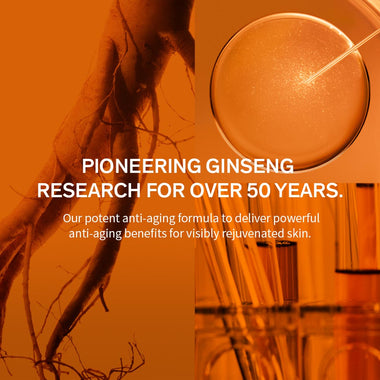 PIONEERING GINSENG
RESEARCH FOR OVER 50 YEARS.
Our potent anti-aging formula to deliver powerful
anti-aging benefits for visibly rejuvenated skin.